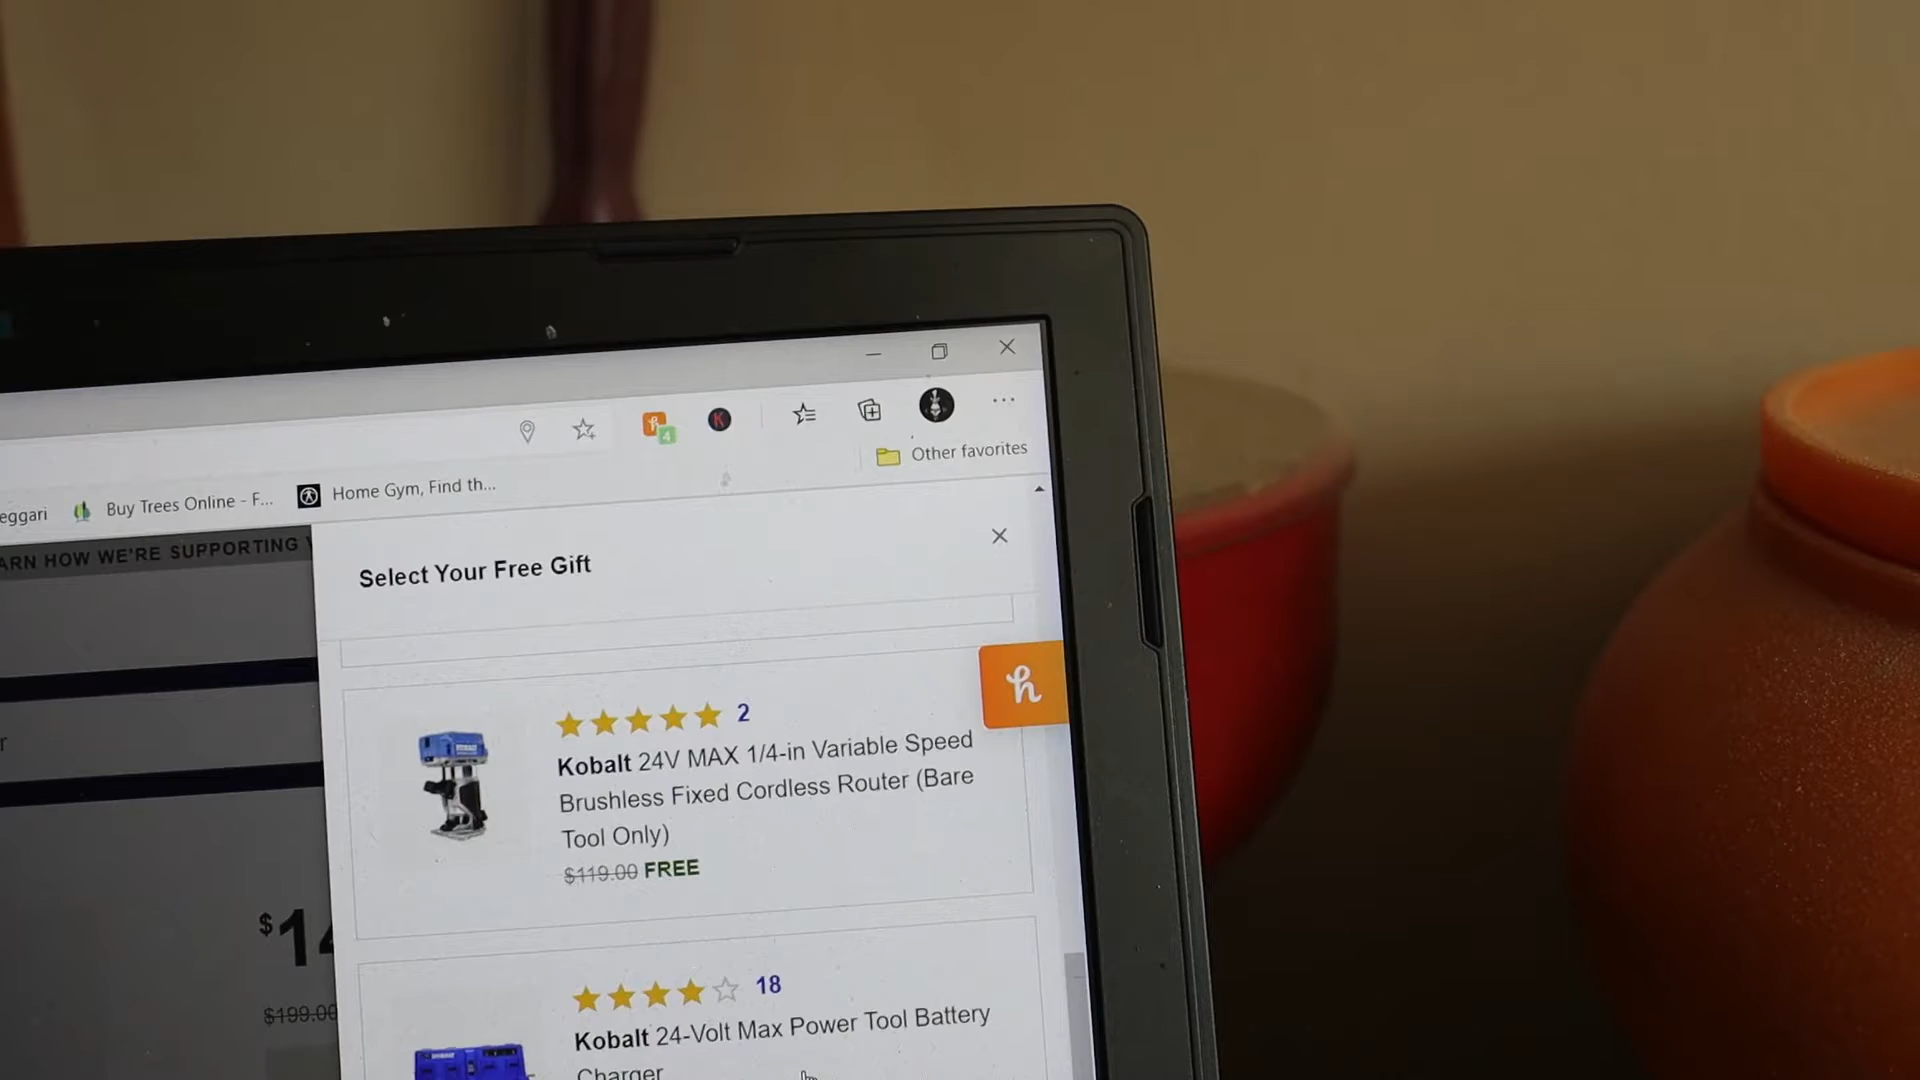 4
K
Other favorites
eggari
Buy Trees Online - F...
Home Gym, Find th...
ARN HOW WE'RE SUPPORTING
Select Your Free Gift
h
2
Kobalt 24V MAX 1/4-in Variable Speed
Brushless Fixed Cordless Router (Bare
Tool Only)
$119.00 FREE
r
$14
$199.00
18
Kobalt 24-Volt Max Power Tool Battery
Charger